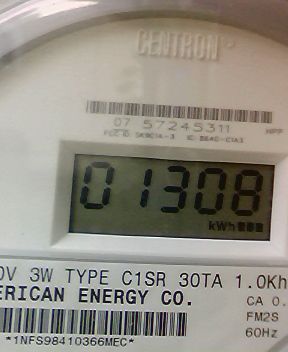 CENTRON
07 57245311
HPP
01308
kWh
0V 3W TYPE C1SR 30TA 1.0Kh
ERICAN ENERGY CO.
CA 0.
FM2S
60Hz
*1NFS98410366MEC*